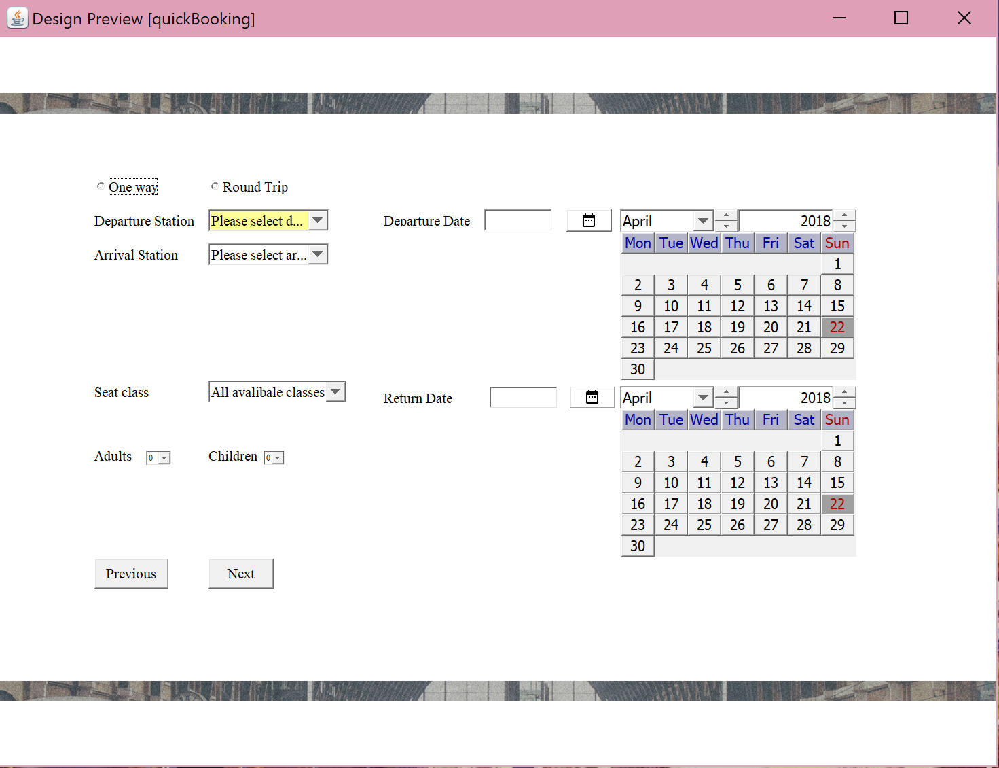 Design Preview [quickBooking]
One way Round Trip
Departure Station Please select d... Departure Date April 2018
Mon Tue Wed Thu Fri Sat Sun
Arrival Station Please select ar...
1
2 3 4 5 6 7 8
9 10 11 12 13 14 15
16 17 18 19 20 21 22
23 24 25 26 27 28 29
30
Seat class All avalibale classes Return Date April 2018
Mon Tue Wed Thu Fri Sat Sun
1
Adults 0 Children 0
2 3 4 5 6 7 8
9 10 11 12 13 14 15
16 17 18 19 20 21 22
23 24 25 26 27 28 29
30
Previous Next